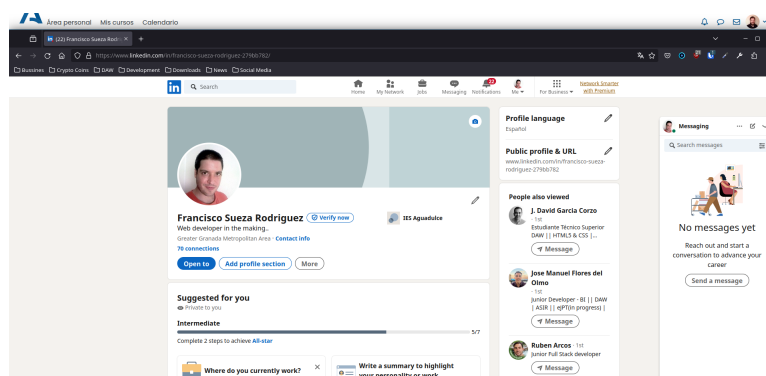 Área personal Mis cursos Calendario
(22) Francisco Sueza Rodr
https://www.linkedin.com/in/francisco-sueza-rodriguez-279bb782/
Bussines Crypto Coins DAW Development Downloads News Social Media
in Search
22
Home My Network Jobs Messaging Notifications Me For Business Network Smarter with Premium
Francisco Sueza Rodriguez Verify now
Web developer in the making..
Greater Granada Metropolitan Area · Contact info
70 connections
Open to Add profile section More
IES Aguadulce
Suggested for you
Private to you
Intermediate
5/7
Complete 2 steps to achieve All-star
Where do you currently work?
Write a summary to highlight
your personality or work
Profile language
Español
Public profile & URL
www.linkedin.com/in/francisco-sueza-
rodriguez-279bb782
People also viewed
J. David Garcia Corzo
· 1st
Estudiante Técnico Superior
DAW || HTML5 & CSS |...
Message
Jose Manuel Flores del
Olmo
· 1st
Junior Developer - BI || DAW
| ASIR || eJPT(in progress) |
Message
Ruben Arcos · 1st
Junior Full Stack developer
Message
Messaging
Search messages
No messages yet
Reach out and start a
conversation to advance your
career
Send a message